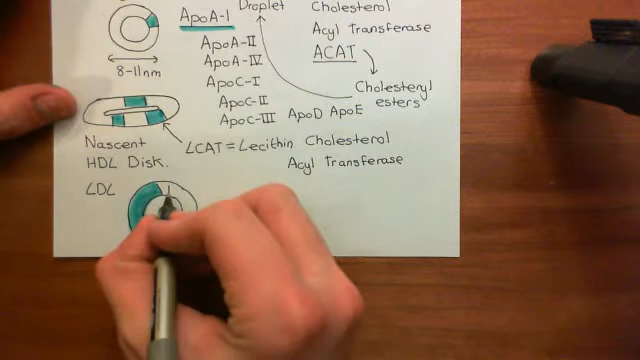 Droplet
Cholesterol
Acyl Transferase
ACAT
Cholesteryl
esters
ApoA-I
ApoA-II
ApoA-IV
ApoC-I
ApoC-II
ApoC-III ApoD ApoE
8-11nm
Nascent
HDL Disk.
LCAT = Lecithin Cholesterol
Acyl Transferase
LDL